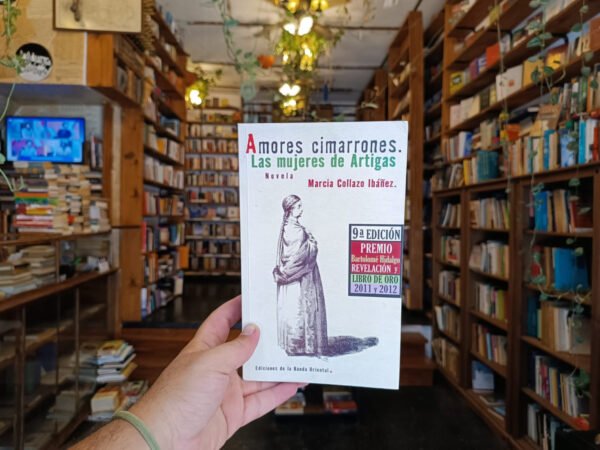 Amores cimarrones.
Las mujeres de Artigas
Novela
Marcia Collazo Ibáñez.
9ª EDICIÓN
PREMIO
Bartolomé Hidalgo
REVELACIÓN y
LIBRO DE ORO
2011 y 2012
Ediciones de la Banda Oriental.